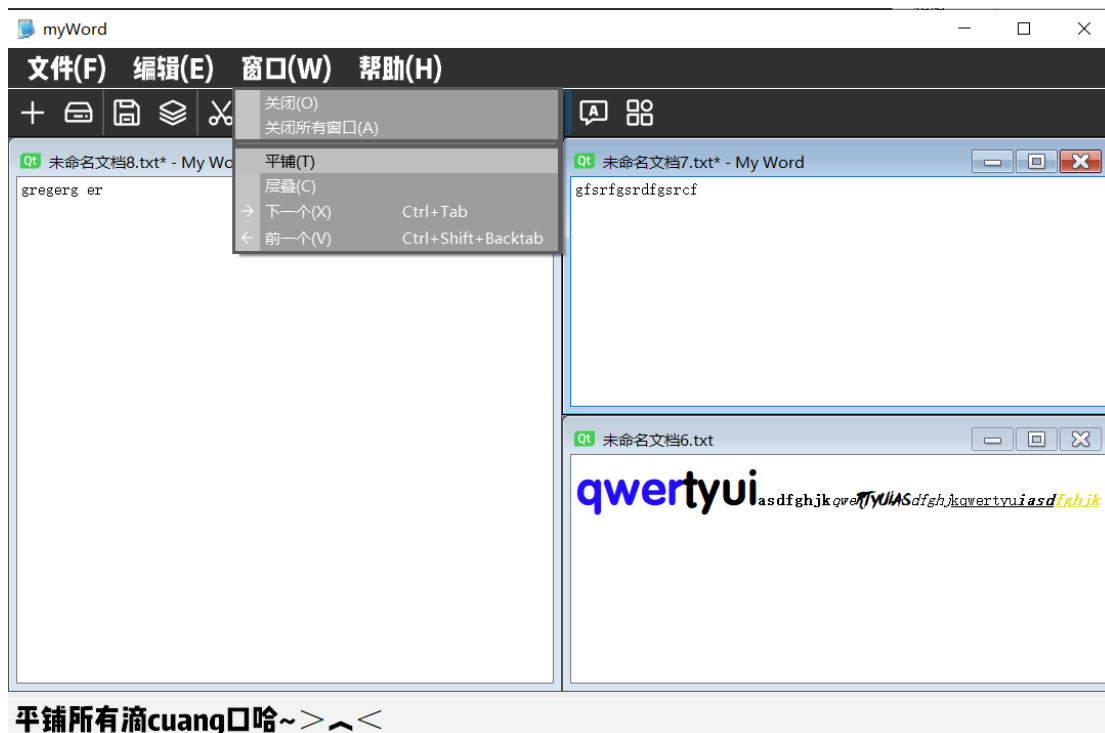 myWord
文件(F) 编辑(E) 窗口(W) 帮助(H)
关闭(O)
关闭所有窗口(A)
平铺(T)
层叠(C)
下一个(X) Ctrl+Tab
前一个(V) Ctrl+Shift+Backtab
A
Qt 未命名文档8.txt* - My Wo
gregerg er
Qt 未命名文档7.txt* - My Word
gfsrfgsrdfgsrcf
Qt 未命名文档6.txt
qwertyuiasdfghjkqweRTYUiASdfghjkqwertyuiasdfghjk
平铺所有滴cuang口哈~＞︿＜